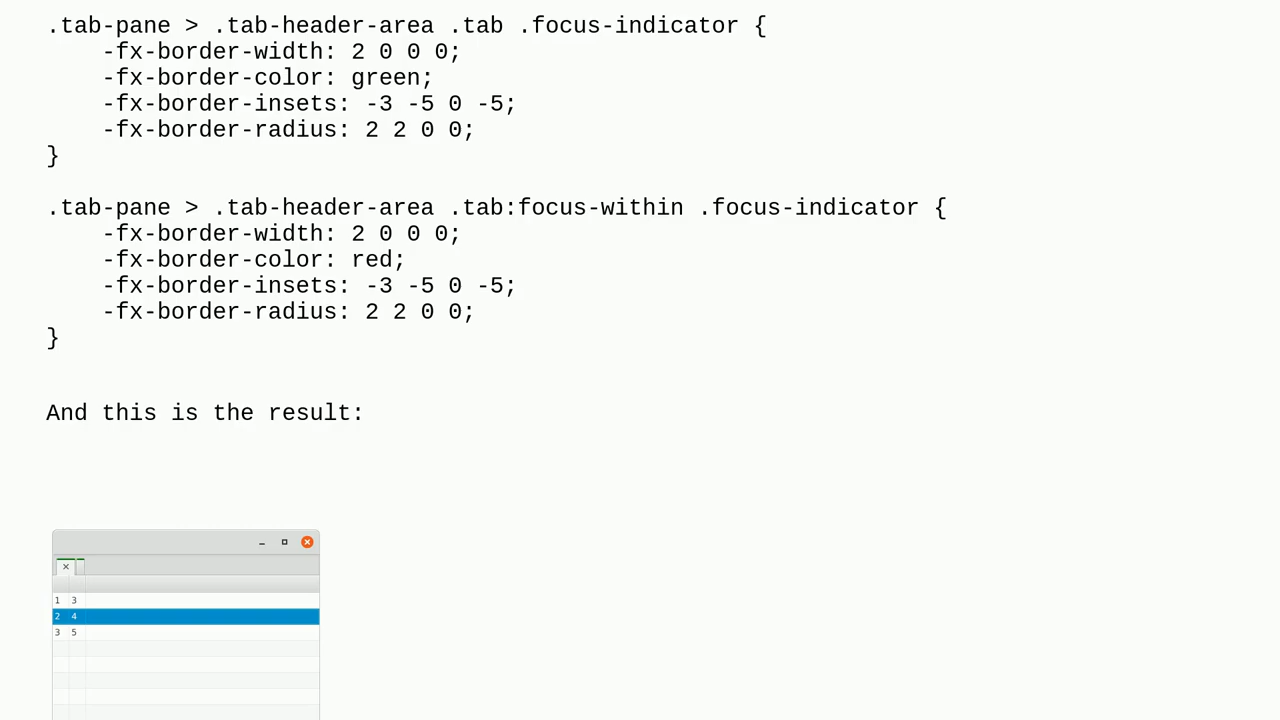 .tab-pane > .tab-header-area .tab .focus-indicator {
    -fx-border-width: 2 0 0 0;
    -fx-border-color: green;
    -fx-border-insets: -3 -5 0 -5;
    -fx-border-radius: 2 2 0 0;
}

.tab-pane > .tab-header-area .tab:focus-within .focus-indicator {
    -fx-border-width: 2 0 0 0;
    -fx-border-color: red;
    -fx-border-insets: -3 -5 0 -5;
    -fx-border-radius: 2 2 0 0;
}

And this is the result:

1 3
2 4
3 5